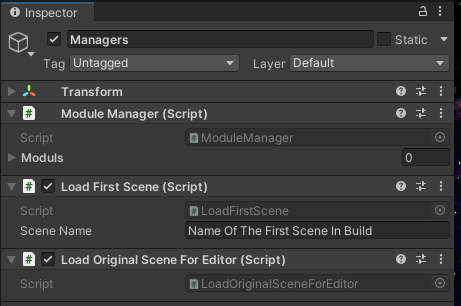 Inspector
Managers
Static
Tag Untagged Layer Default
Transform
# Module Manager (Script)
Script # ModuleManager
Moduls 0
# Load First Scene (Script)
Script # LoadFirstScene
Scene Name Name Of The First Scene In Build
# Load Original Scene For Editor (Script)
Script # LoadOriginalSceneForEditor